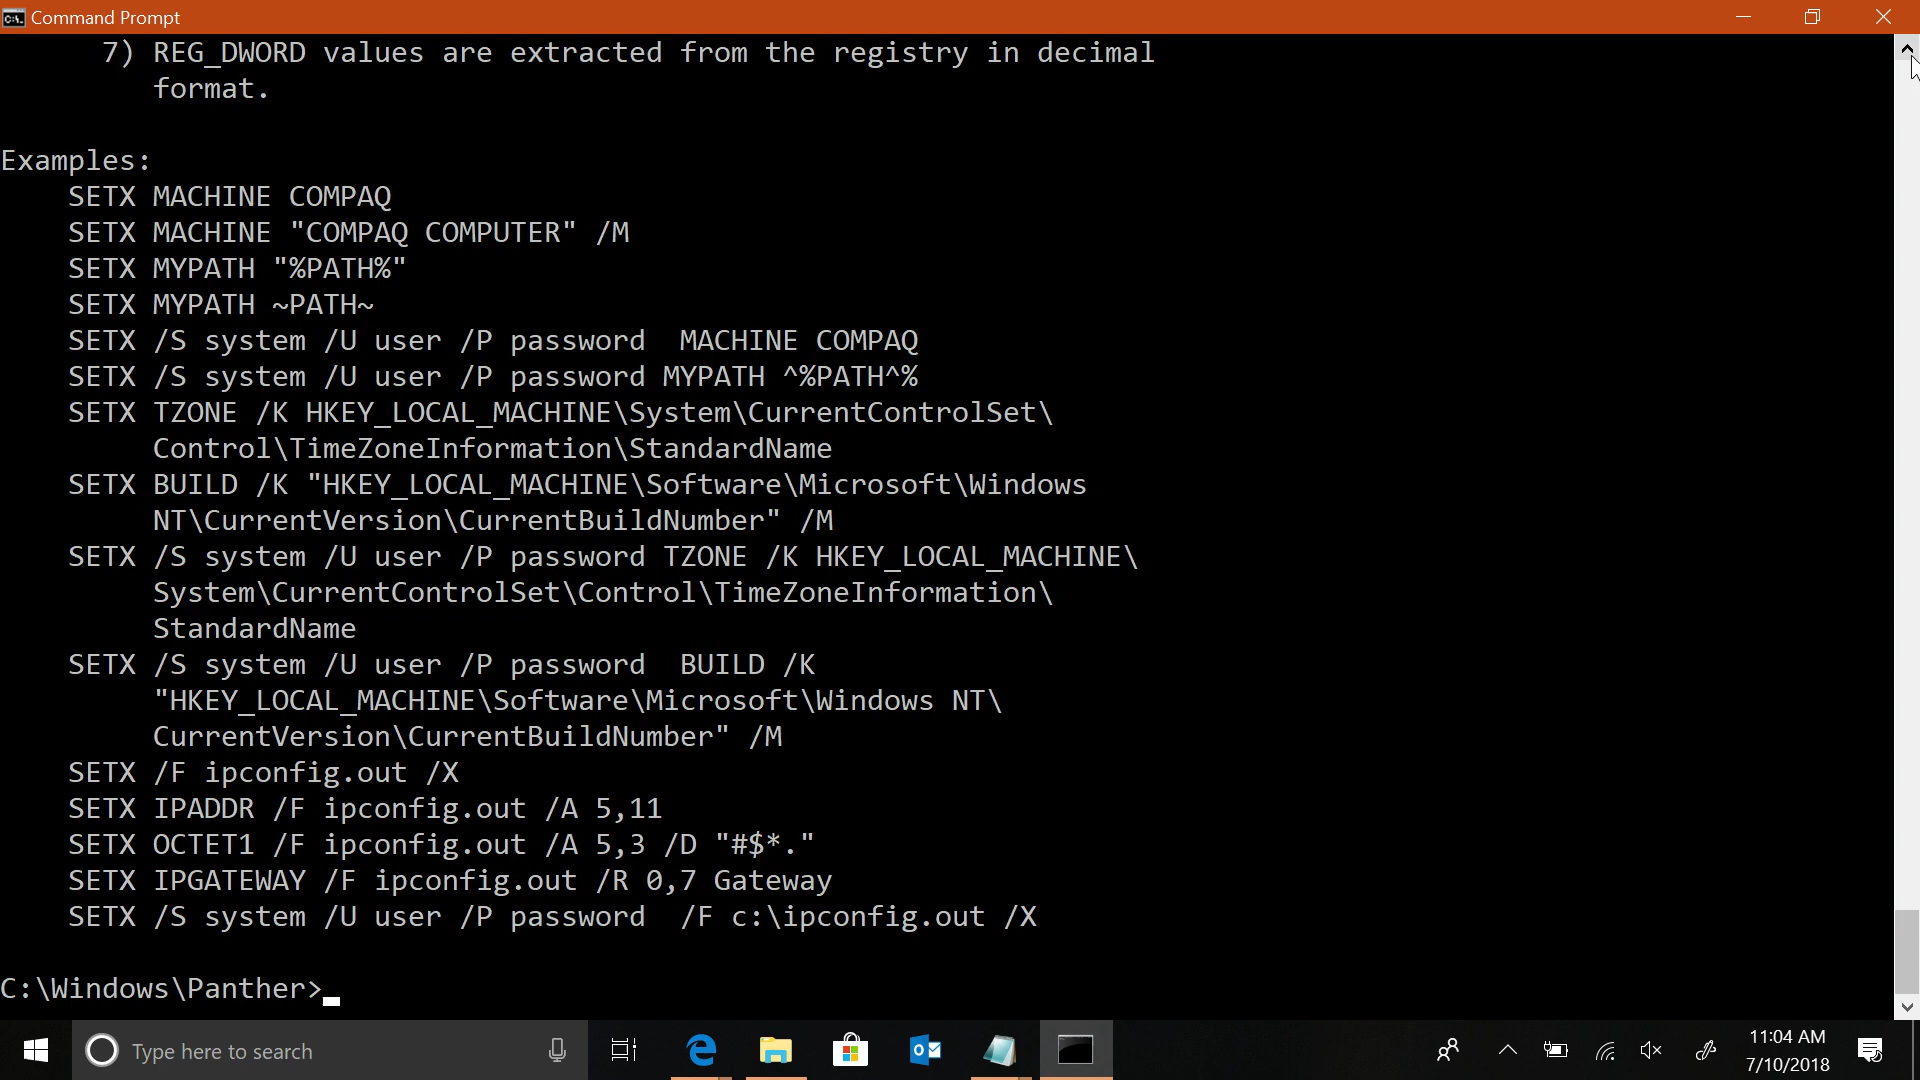 Command Prompt
7) REG_DWORD values are extracted from the registry in decimal
format.
Examples:
SETX MACHINE COMPAQ
SETX MACHINE "COMPAQ COMPUTER" /M
SETX MYPATH "%PATH%"
SETX MYPATH ~PATH~
SETX /S system /U user /P password  MACHINE COMPAQ
SETX /S system /U user /P password MYPATH ^%PATH^%
SETX TZONE /K HKEY_LOCAL_MACHINE\System\CurrentControlSet\
Control\TimeZoneInformation\StandardName
SETX BUILD /K "HKEY_LOCAL_MACHINE\Software\Microsoft\Windows
NT\CurrentVersion\CurrentBuildNumber" /M
SETX /S system /U user /P password TZONE /K HKEY_LOCAL_MACHINE\
System\CurrentControlSet\Control\TimeZoneInformation\
StandardName
SETX /S system /U user /P password  BUILD /K
"HKEY_LOCAL_MACHINE\Software\Microsoft\Windows NT\
CurrentVersion\CurrentBuildNumber" /M
SETX /F ipconfig.out /X
SETX IPADDR /F ipconfig.out /A 5,11
SETX OCTET1 /F ipconfig.out /A 5,3 /D "#$*."
SETX IPGATEWAY /F ipconfig.out /R 0,7 Gateway
SETX /S system /U user /P password  /F c:\ipconfig.out /X
C:\Windows\Panther>
Type here to search
11:04 AM
7/10/2018